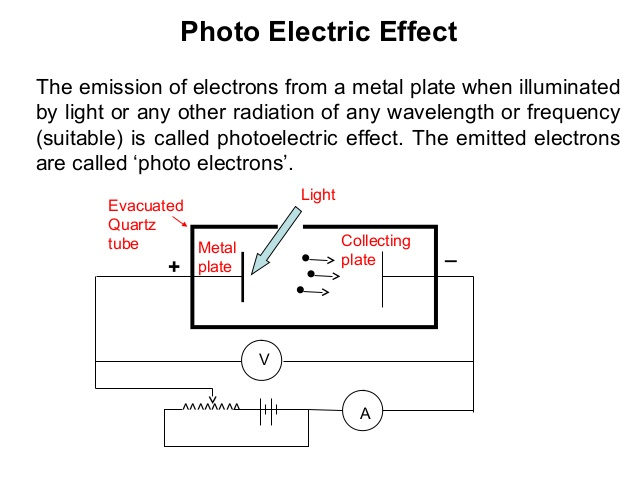 Photo Electric Effect
The emission of electrons from a metal plate when illuminated
by light or any other radiation of any wavelength or frequency
(suitable) is called photoelectric effect. The emitted electrons
are called ‘photo electrons’.
Light
Evacuated
Quartz
tube
Metal
plate
Collecting
plate
+
–
V
A